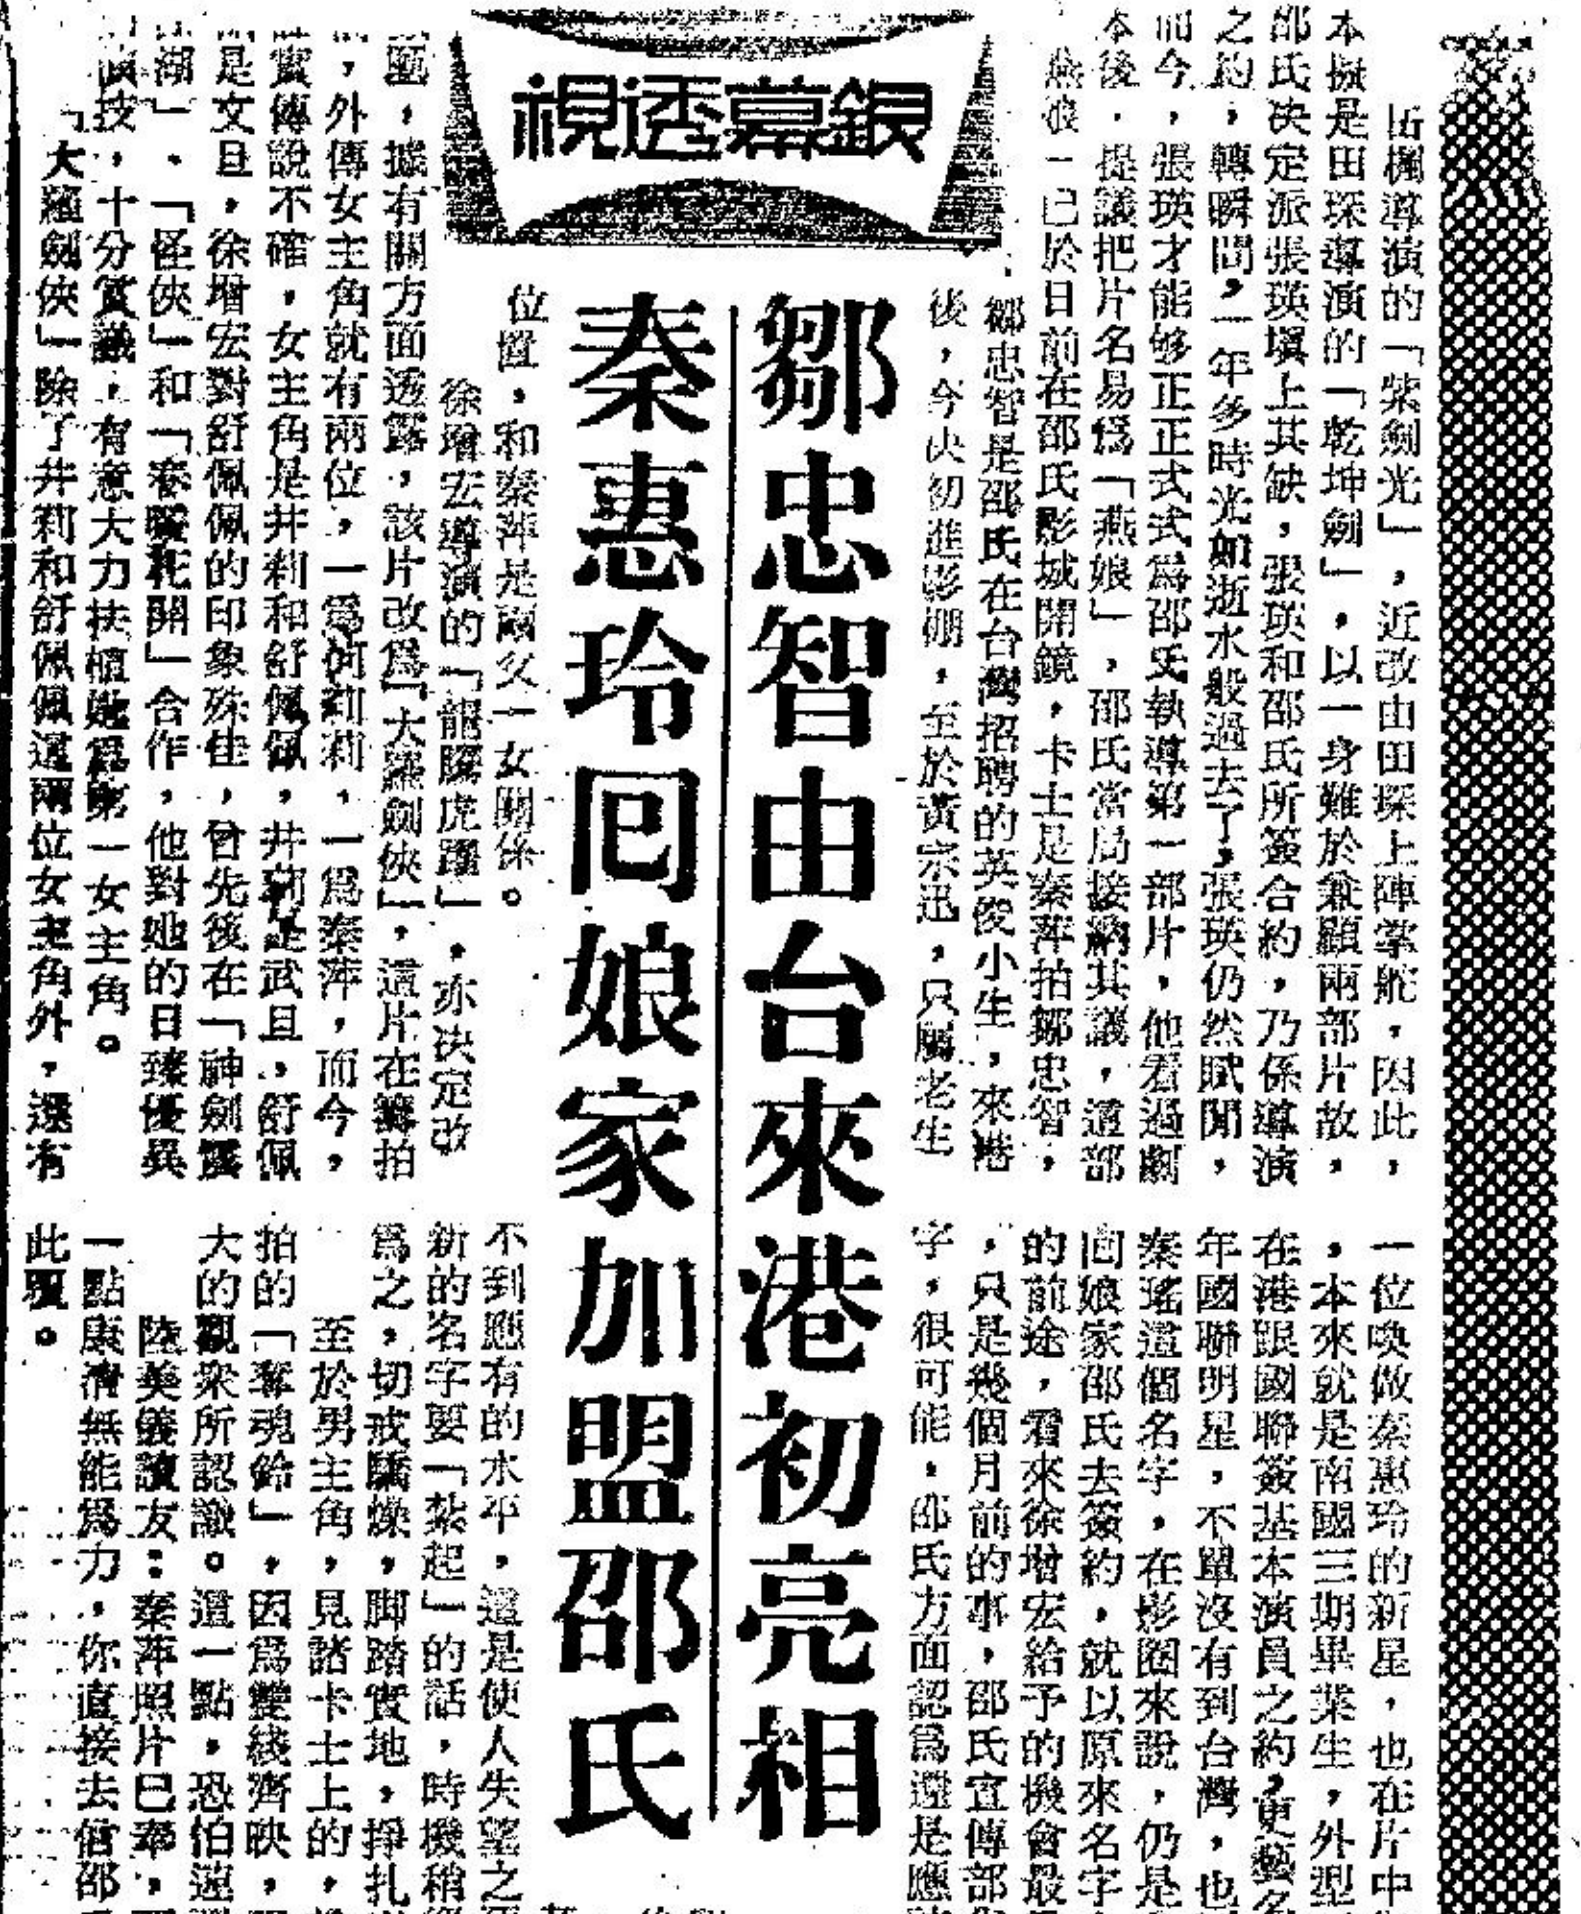 銀幕透視
鄒忠智由台來港初亮相
秦惠玲回娘家加盟邵氏
岳楓導演的「紫劍光」，近改由田琛上陣掌舵，因此，
本擬是田琛導演的「乾坤劍」，以一身難於兼顧兩部片故，
邵氏决定派張瑛塡上其缺，張瑛和邵氏所簽合約，乃係導演
之約，轉瞬間，一年多時光如逝水般過去了，張瑛仍然賦閒，
而今，張瑛才能够正正式式爲邵氏執導第一部片，他看過劇
本後，提議把片名易爲「燕娘」，邵氏當局接納其議，這部
燕娘一已於日前在邵氏影城開鏡，卡士是秦萍拍鄒忠智，
鄒忠智是邵氏在台灣招聘的英俊小生，來港
後，今决初進影棚，至於黃宗迅，只屬老生
位置，和秦萍是兩父一女關係。
徐增宏導演的「龍騰虎躍」，亦决定改
，據有關方面透露，該片改爲「大羅劍俠」，這片在籌拍
，外傳女主角就有兩位，一爲何莉莉，一爲秦萍，而今，
實傳說不確，女主角是井莉和舒佩佩，井莉是武旦，舒佩
是文旦，徐增宏對舒佩佩的印象殊佳，曾先後在「神劍震
湖」、「怪俠」和「春暖花開」合作，他對她的日臻優異
演技，十分賞識，有意大力扶植她爲第一女主角。
「大羅劍俠」除了井莉和舒佩佩這兩位女主角外，還有
一位喚做秦惠玲的新星，也在片中
，本來就是南國三期畢業生，外型
在港跟國聯簽基本演員之約，更藝名
年國聯明星，不單沒有到台灣，也
秦瑤這個名字，在影圈來說，仍是
回娘家邵氏去簽約，就以原來名字
的前途，看來徐增宏給予的機會最
，只是幾個月前的事，邵氏宣傳部
字，很可能，邵氏方面認爲還是應
不到應有的水平，這是使人失望之
新的名字要「紮起」的話，時機稍
爲之，切戒驕燥，脚踏實地，掙扎
至於男主角，見諸卡士上的，
拍的「奪魂鈴」，因爲雙綫齊映，
大的觀衆所認識。這一點，恐怕連
陸美儀讀友：秦萍照片已奉，
一點康濟無能爲力，你直接去信邵
此覆。